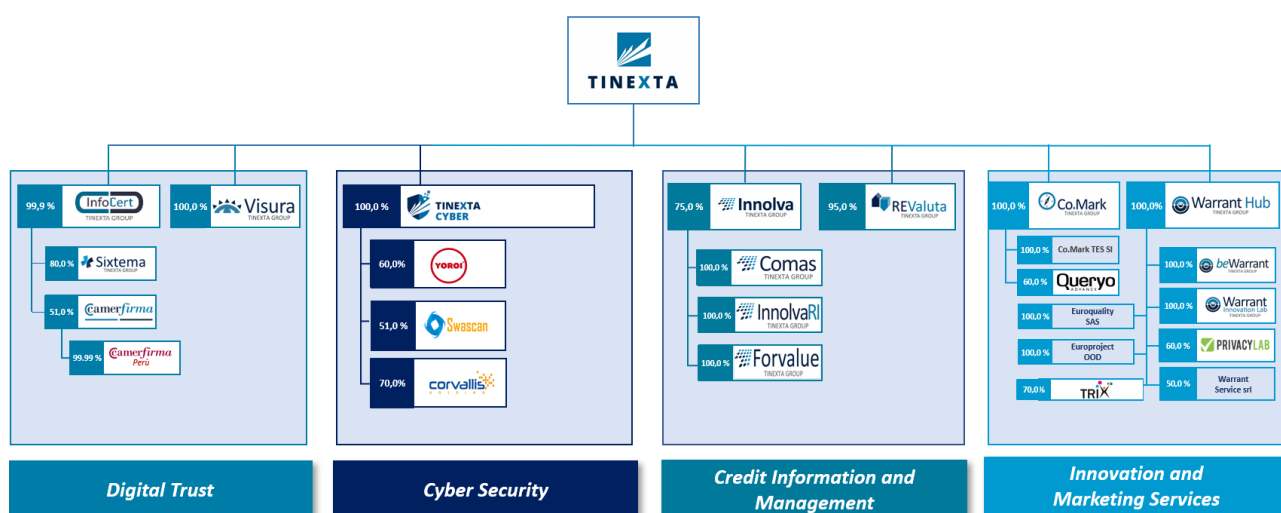 TINEXTA
99,9 %
InfoCert
TINEXTA GROUP
100,0 %
Visura
TINEXTA GROUP
80,0 %
Sixtema
TINEXTA GROUP
51,0 %
Camerfirma
99.99 %
Camerfirma
Perù
Digital Trust
100,0 %
TINEXTA
CYBER
60,0%
YOROI
51,0 %
Swascan
70,0%
corvallis
HOLDING
Cyber Security
75,0 %
Innolva
TINEXTA GROUP
95,0 %
REValuta
TINEXTA GROUP
100,0 %
Comas
TINEXTA GROUP
100,0 %
InnolvaRI
TINEXTA GROUP
100,0 %
Forvalue
TINEXTA GROUP
Credit Information and
Management
100,0 %
Co.Mark
TINEXTA GROUP
100,0%
Warrant Hub
TINEXTA GROUP
100,0 %
Co.Mark TES Sl
60,0 %
Queryo
ADVANCE
100,0 %
Euroquality
SAS
100,0 %
Europroject
OOD
70,0%
TRIX
100,0 %
beWarrant
TINEXTA GROUP
100,0 %
Warrant
Innovation Lab
TINEXTA GROUP
60,0 %
PRIVACYLAB
50,0 %
Warrant
Service srl
Innovation and
Marketing Services